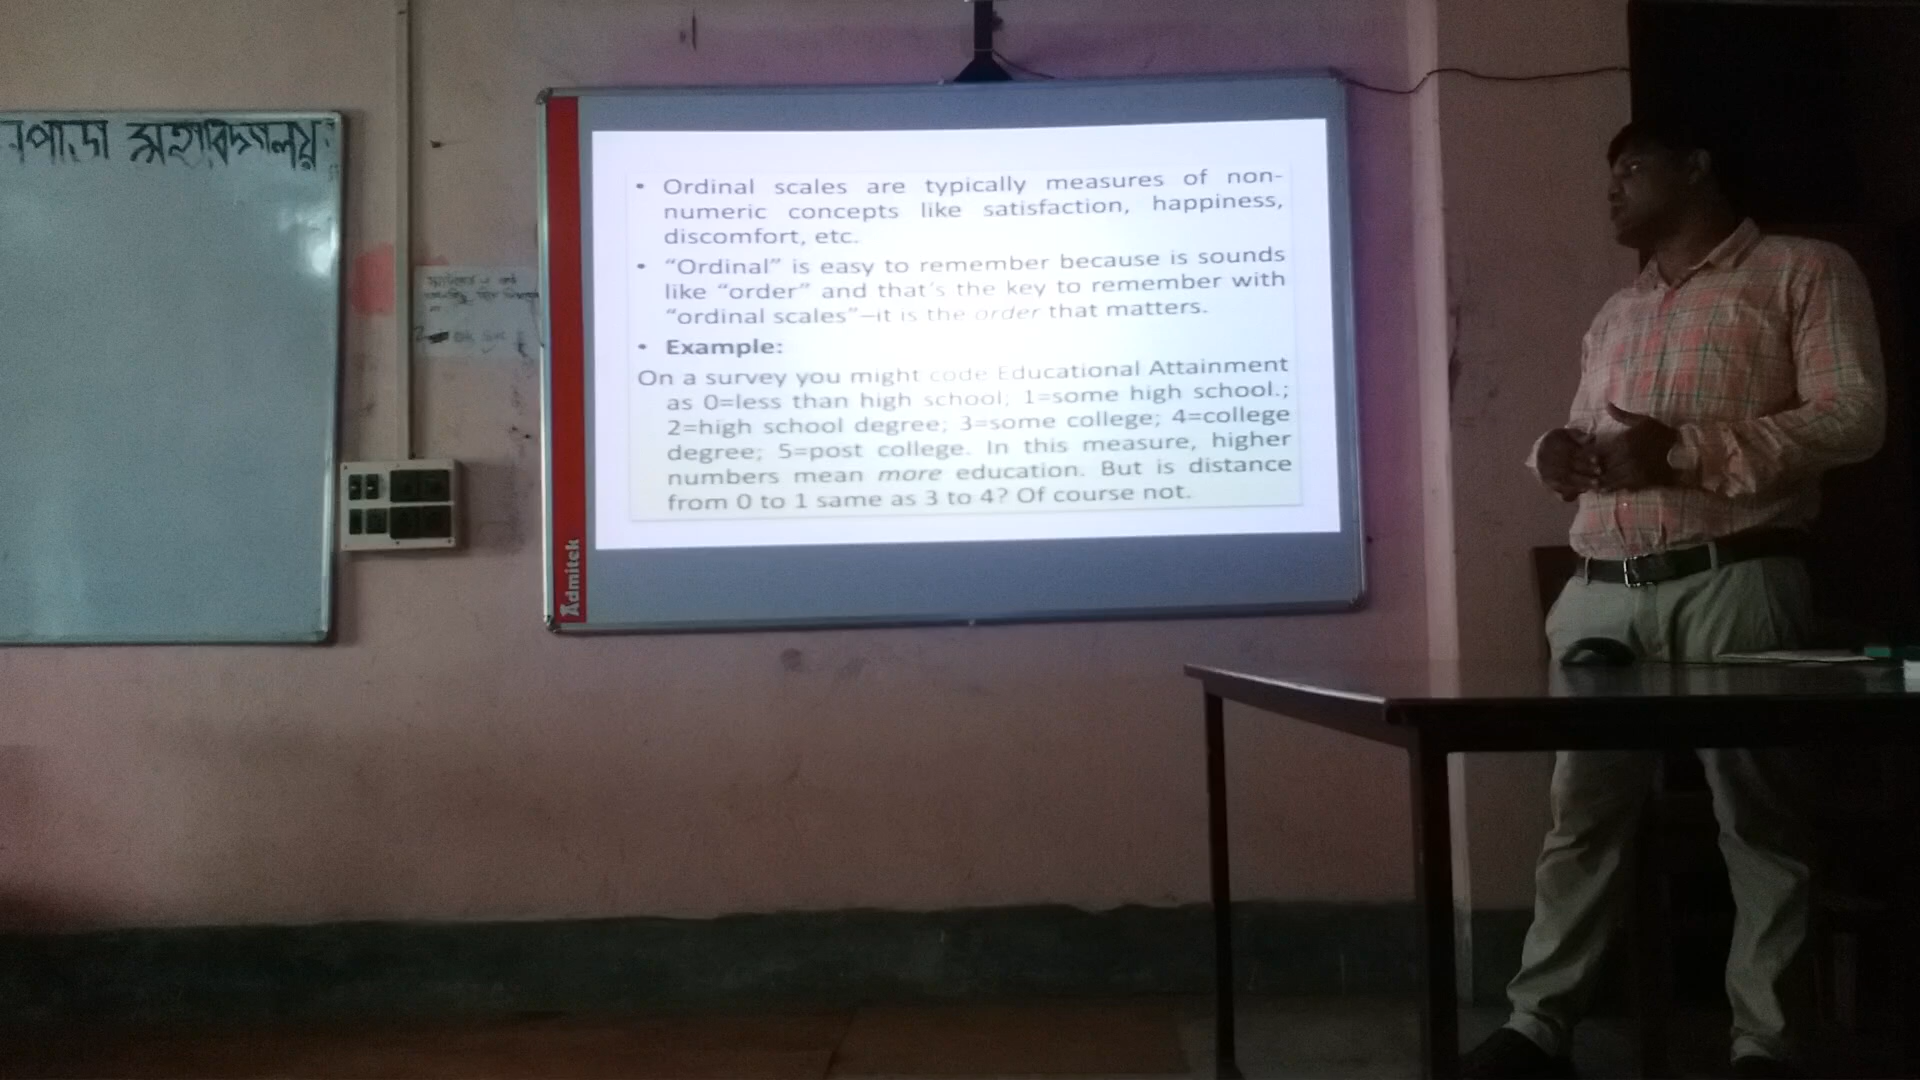 পাড়া মহাবিদ্যালয়
• Ordinal scales are typically measures of non-
numeric concepts like satisfaction, happiness,
discomfort, etc.
• “Ordinal” is easy to remember because is sounds
like “order” and that’s the key to remember with
“ordinal scales”–it is the order that matters.
• Example:
On a survey you might code Educational Attainment
as 0=less than high school; 1=some high school.;
2=high school degree; 3=some college; 4=college
degree; 5=post college. In this measure, higher
numbers mean more education. But is distance
from 0 to 1 same as 3 to 4? Of course not.
Admitek